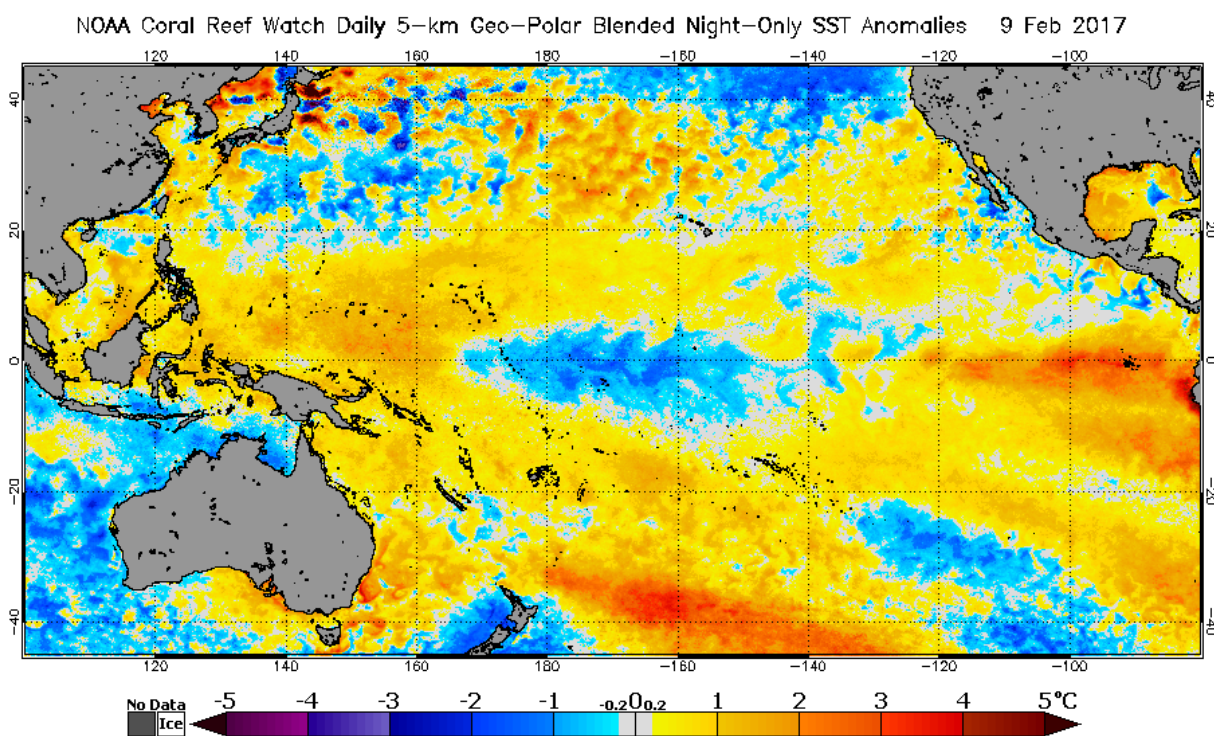 NOAA Coral Reef Watch Daily 5-km Geo-Polar Blended Night-Only SST Anomalies 9 Feb 2017
120 140 160 180 -160 -140 -120 -100
40 40
20 20
0 0
-20 -20
-40 -40
120 140 160 180 -160 -140 -120 -100
No Data Ice -5 -4 -3 -2 -1 -0.2 0 0.2 1 2 3 4 5°C